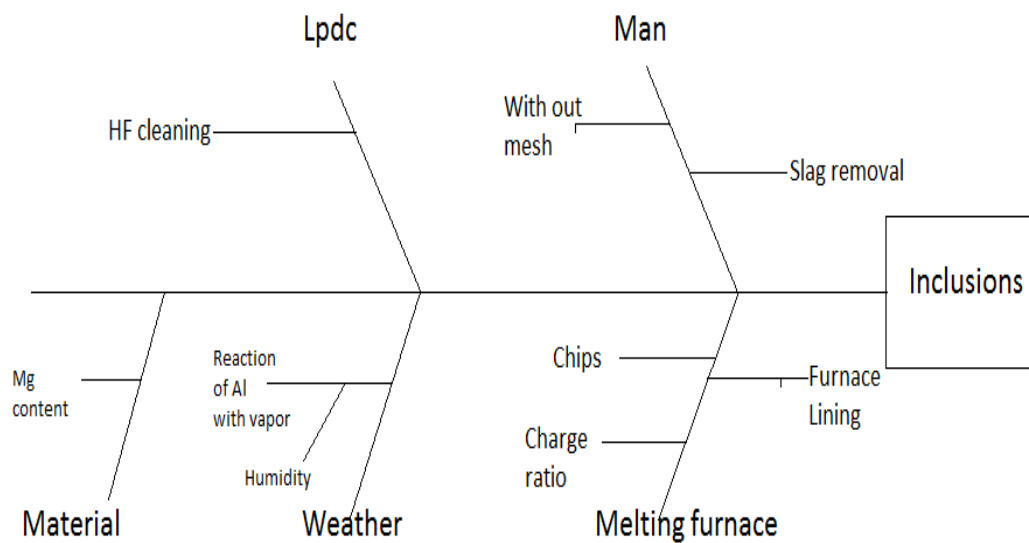 Lpdc
Man
HF cleaning
With out
mesh
Slag removal
Inclusions
Mg
content
Reaction
of Al
with vapor
Humidity
Chips
Furnace
Lining
Charge
ratio
Material
Weather
Melting furnace